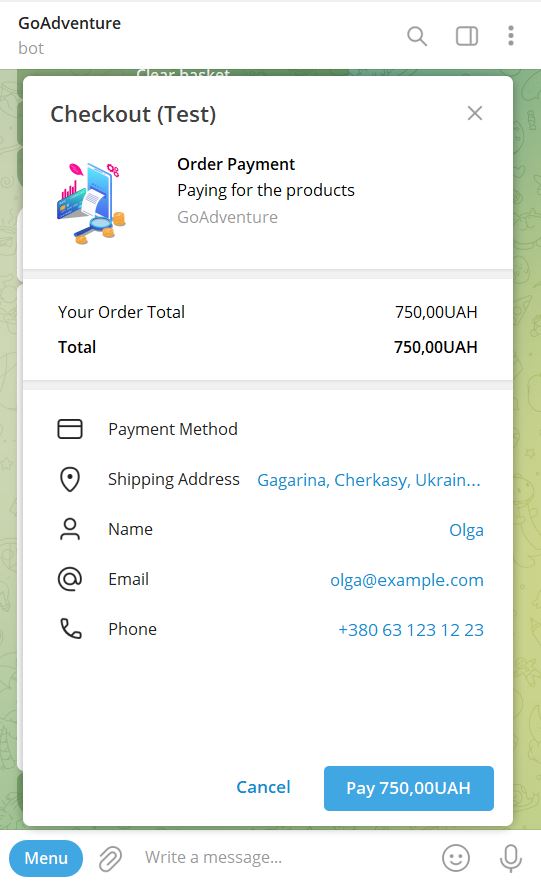 GoAdventure
bot
Clear basket
Checkout (Test)
Order Payment
Paying for the products
GoAdventure
Your Order Total 750,00UAH
Total 750,00UAH
Payment Method
Shipping Address Gagarina, Cherkasy, Ukrain...
Name Olga
Email olga@example.com
Phone +380 63 123 12 23
Cancel Pay 750,00UAH
Menu Write a message...